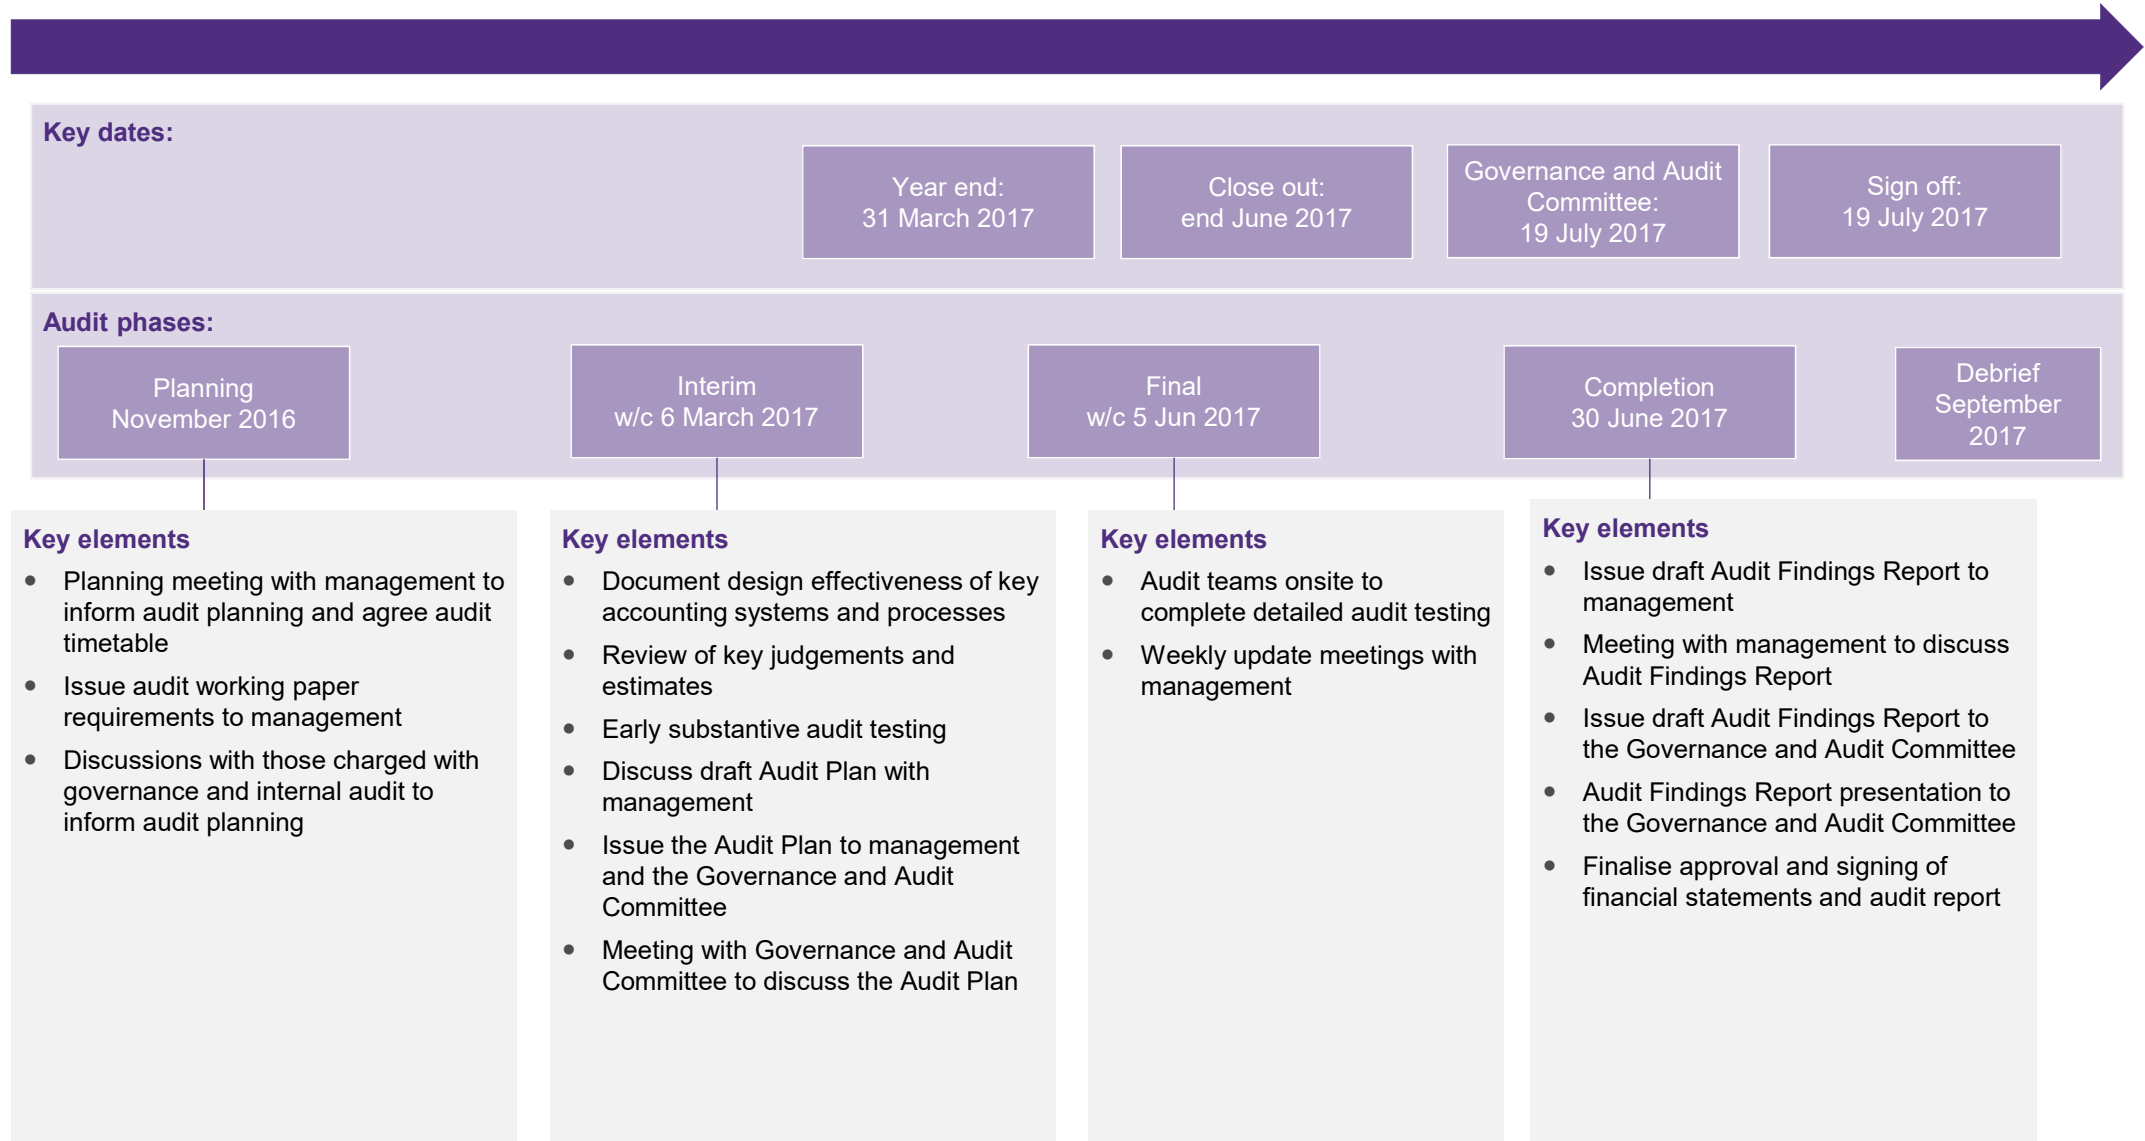 Key dates:
Year end:
31 March 2017
Close out:
end June 2017
Governance and Audit
Committee:
19 July 2017
Sign off:
19 July 2017
Audit phases:
Planning
November 2016
Interim
w/c 6 March 2017
Final
w/c 5 Jun 2017
Completion
30 June 2017
Debrief
September
2017
Key elements
• Planning meeting with management to
inform audit planning and agree audit
timetable
• Issue audit working paper
requirements to management
• Discussions with those charged with
governance and internal audit to
inform audit planning
Key elements
• Document design effectiveness of key
accounting systems and processes
• Review of key judgements and
estimates
• Early substantive audit testing
• Discuss draft Audit Plan with
management
• Issue the Audit Plan to management
and the Governance and Audit
Committee
• Meeting with Governance and Audit
Committee to discuss the Audit Plan
Key elements
• Audit teams onsite to
complete detailed audit testing
• Weekly update meetings with
management
Key elements
• Issue draft Audit Findings Report to
management
• Meeting with management to discuss
Audit Findings Report
• Issue draft Audit Findings Report to
the Governance and Audit Committee
• Audit Findings Report presentation to
the Governance and Audit Committee
• Finalise approval and signing of
financial statements and audit report